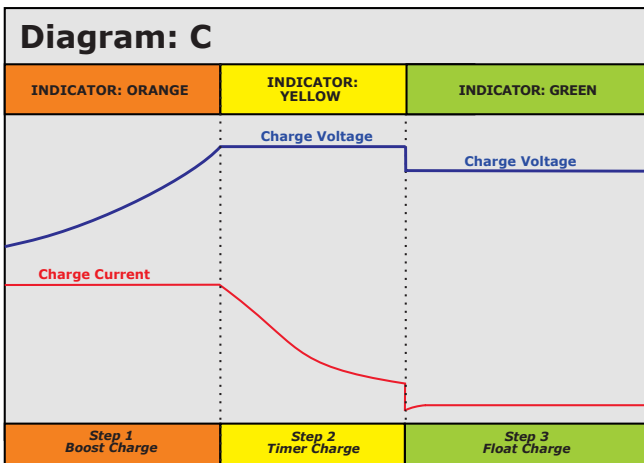 Diagram: C
INDICATOR: ORANGE
INDICATOR:
YELLOW
INDICATOR: GREEN
Charge Voltage
Charge Voltage
Charge Current
Step 1
Boost Charge
Step 2
Timer Charge
Step 3
Float Charge